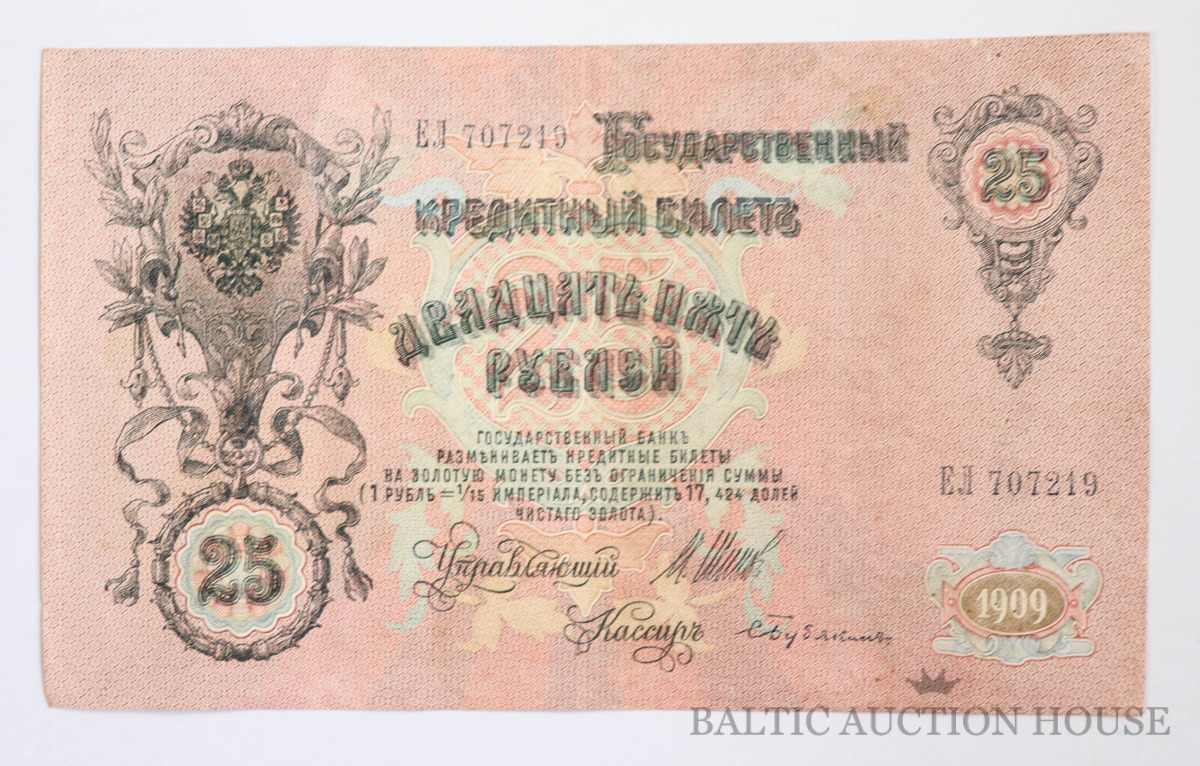 ЕЛ 707219
ГОСУДАРСТВЕННЫЙ
КРЕДИТНЫЙ БИЛЕТЪ
ДВАДЦАТЬ ПЯТЬ
РУБЛЕЙ
25
ГОСУДАРСТВЕННЫЙ БАНКЪ
РАЗМѢНИВАЕТЪ КРЕДИТНЫЕ БИЛЕТЫ
НА ЗОЛОТУЮ МОНЕТУ БЕЗЪ ОГРАНИЧЕНІЯ СУММЫ
(1 РУБЛЬ = 1/15 ИМПЕРІАЛА, СОДЕРЖИТЪ 17, 424 ДОЛЕЙ
ЧИСТАГО ЗОЛОТА).
ЕЛ 707219
25
Управляющій
Кассиръ
1909
BALTIC AUCTION HOUSE